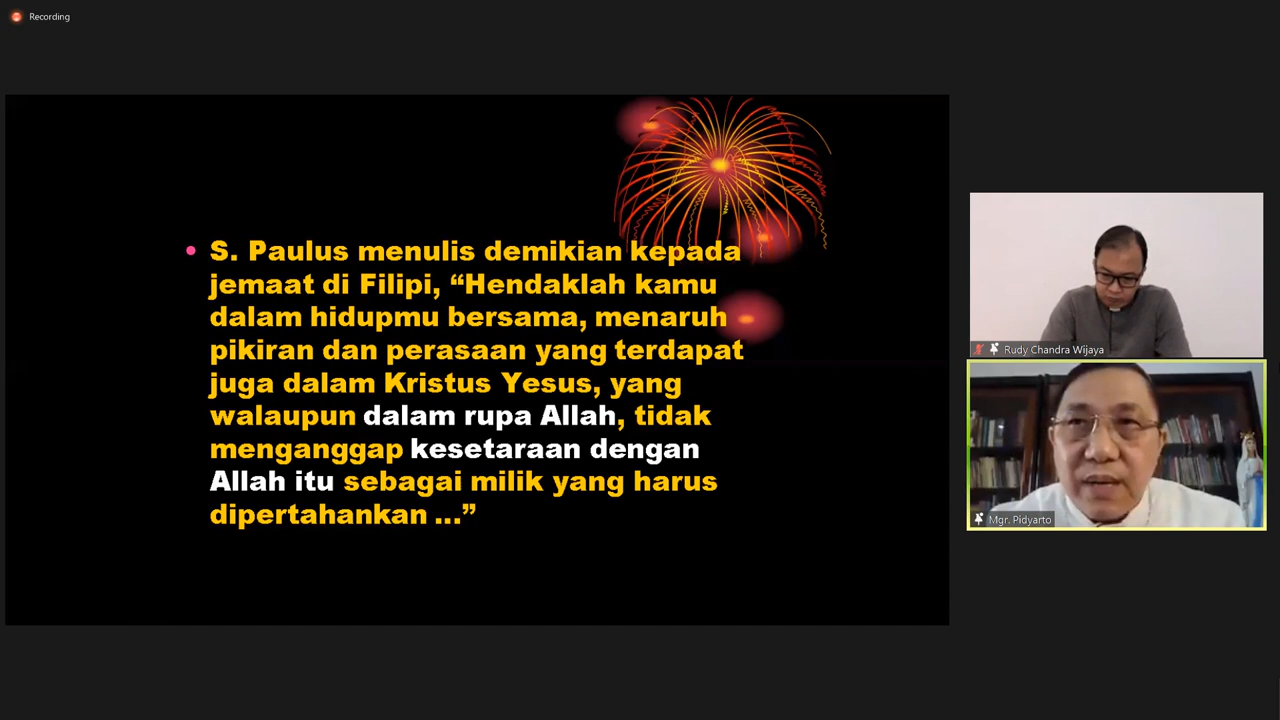 Recording
• S. Paulus menulis demikian kepada
jemaat di Filipi, “Hendaklah kamu
dalam hidupmu bersama, menaruh
pikiran dan perasaan yang terdapat
juga dalam Kristus Yesus, yang
walaupun dalam rupa Allah, tidak
menganggap kesetaraan dengan
Allah itu sebagai milik yang harus
dipertahankan ...”
Rudy Chandra Wijaya
Mgr. Pidyarto